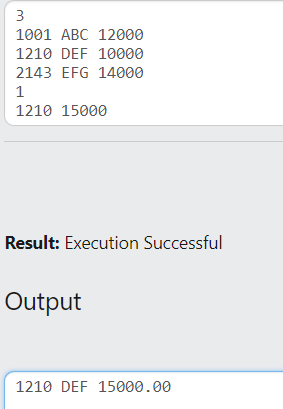 3
1001 ABC 12000
1210 DEF 10000
2143 EFG 14000
1
1210 15000
Result: Execution Successful
Output
1210 DEF 15000.00